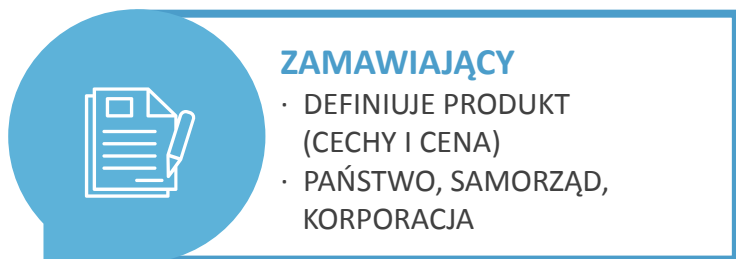 ZAMAWIAJĄCY
· DEFINIUJE PRODUKT
(CECHY I CENA)
· PAŃSTWO, SAMORZĄD,
KORPORACJA